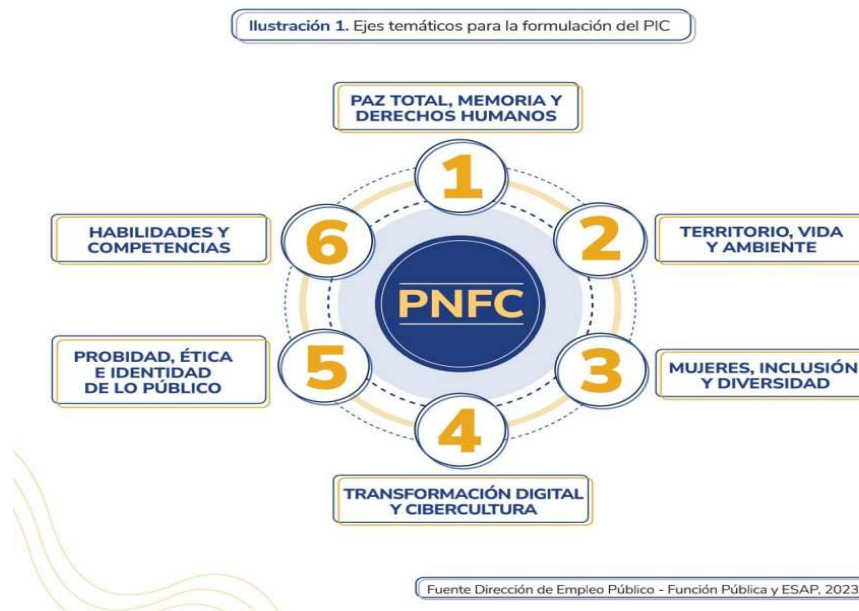 Ilustración 1. Ejes temáticos para la formulación del PIC
PAZ TOTAL, MEMORIA Y
DERECHOS HUMANOS
1
2
TERRITORIO, VIDA
Y AMBIENTE
3
MUJERES, INCLUSIÓN
Y DIVERSIDAD
4
TRANSFORMACIÓN DIGITAL
Y CIBERCULTURA
5
PROBIDAD, ÉTICA
E IDENTIDAD
DE LO PÚBLICO
6
HABILIDADES Y
COMPETENCIAS
PNFC
Fuente Dirección de Empleo Público - Función Pública y ESAP, 2023